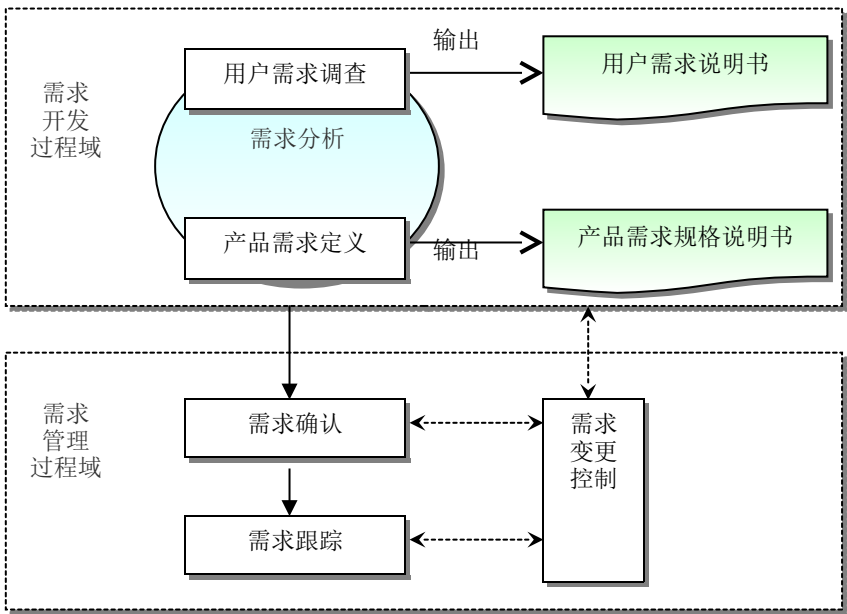 输出
用户需求调查
用户需求说明书
需求
开发
过程域
需求分析
产品需求定义
输出
产品需求规格说明书
需求
管理
过程域
需求确认
需求
变更
控制
需求跟踪